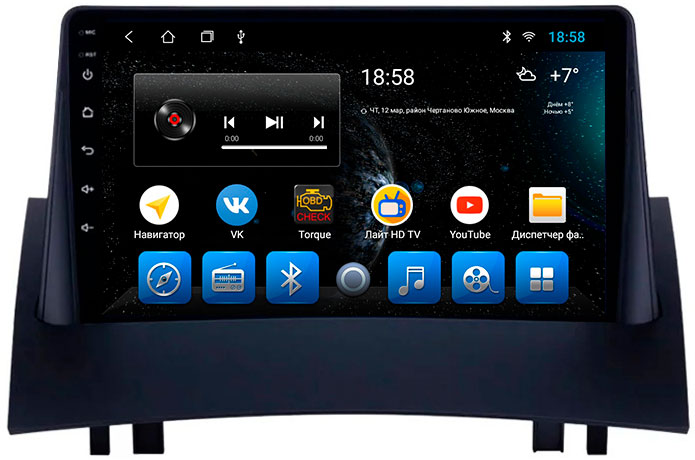 MIC
18:58
RST
18:58
+7°
ЧТ, 12 мар, район Чертаново Южное, Москва
Днём +8°
Ночью +5°
0:00
0:00
OBD
CHECK
Навигатор
VK
Torque
Лайт HD TV
YouTube
Диспетчер фа..